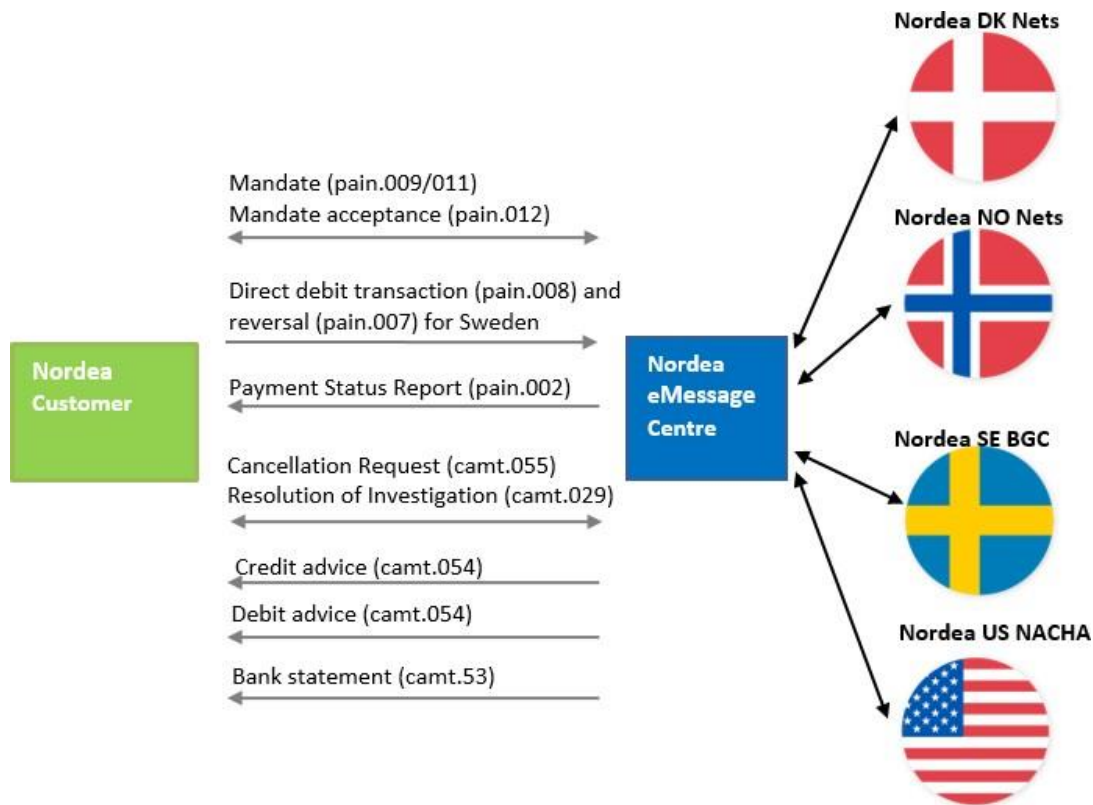 Nordea DK Nets
Mandate (pain.009/011)
Mandate acceptance (pain.012)
Nordea NO Nets
Direct debit transaction (pain.008) and
reversal (pain.007) for Sweden
Nordea
Customer
Nordea
eMessage
Centre
Payment Status Report (pain.002)
Nordea SE BGC
Cancellation Request (camt.055)
Resolution of Investigation (camt.029)
Credit advice (camt.054)
Debit advice (camt.054)
Nordea US NACHA
Bank statement (camt.53)